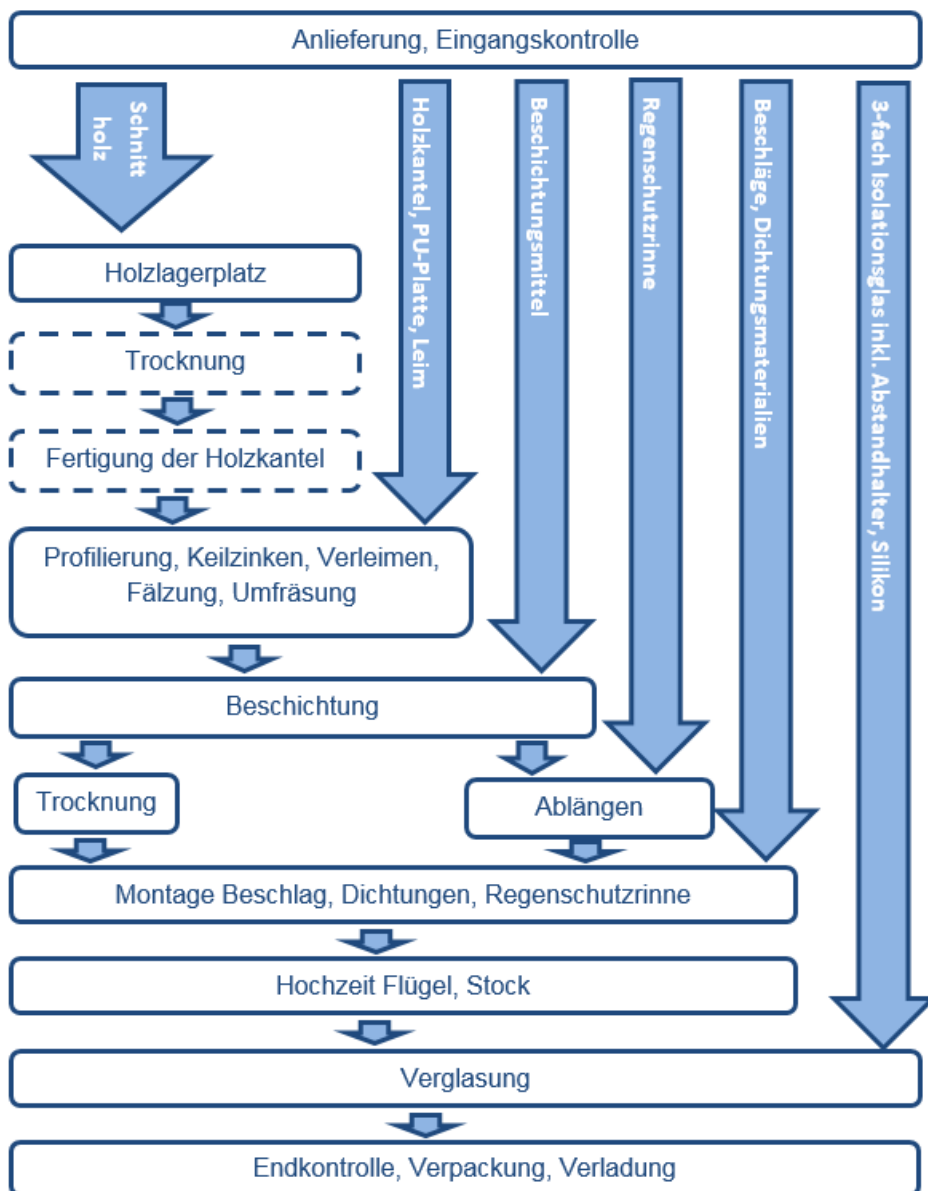 Anlieferung, Eingangskontrolle
Schnitt
holz
Holzkantel, PU-Platte, Leim
Beschichtungsmittel
Regenschutzrinne
Beschläge, Dichtungsmaterialien
3-fach Isolationsglas inkl. Abstandhalter, Silikon
Holzlagerplatz
Trocknung
Fertigung der Holzkantel
Profilierung, Keilzinken, Verleimen,
Fälzung, Umfräsung
Beschichtung
Trocknung
Ablängen
Montage Beschlag, Dichtungen, Regenschutzrinne
Hochzeit Flügel, Stock
Verglasung
Endkontrolle, Verpackung, Verladung